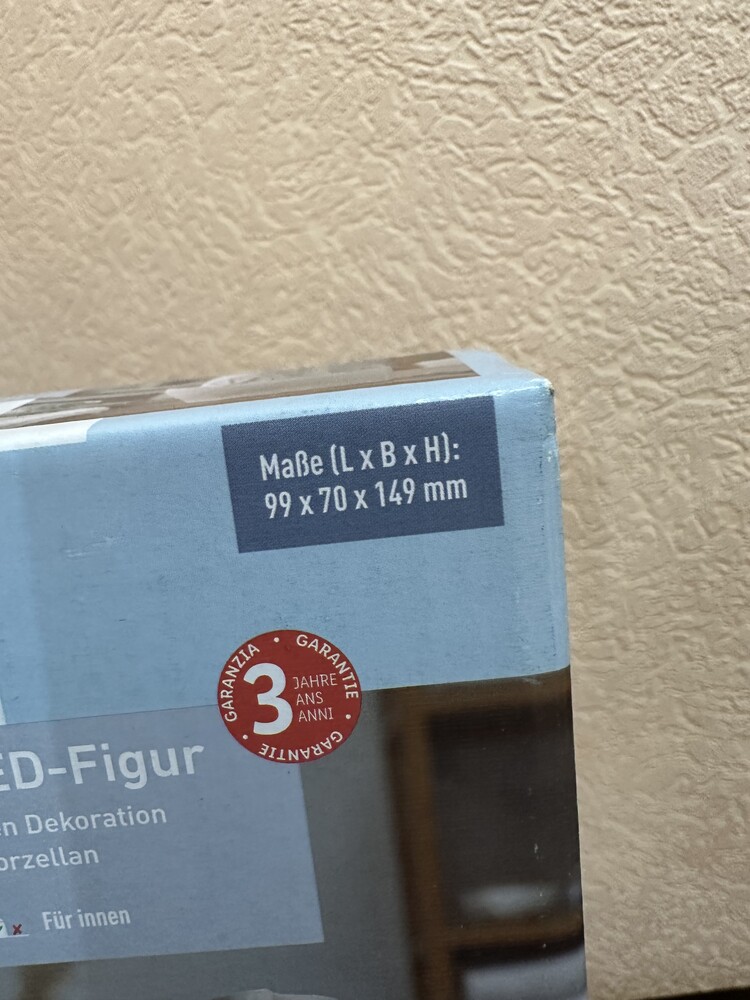 Maße (L x B x H):
99 x 70 x 149 mm
GARANZIA • GARANTIE • GARANTIE •
3 JAHRE
ANS
ANNI
ED-Figur
en Dekoration
orzellan
Für innen